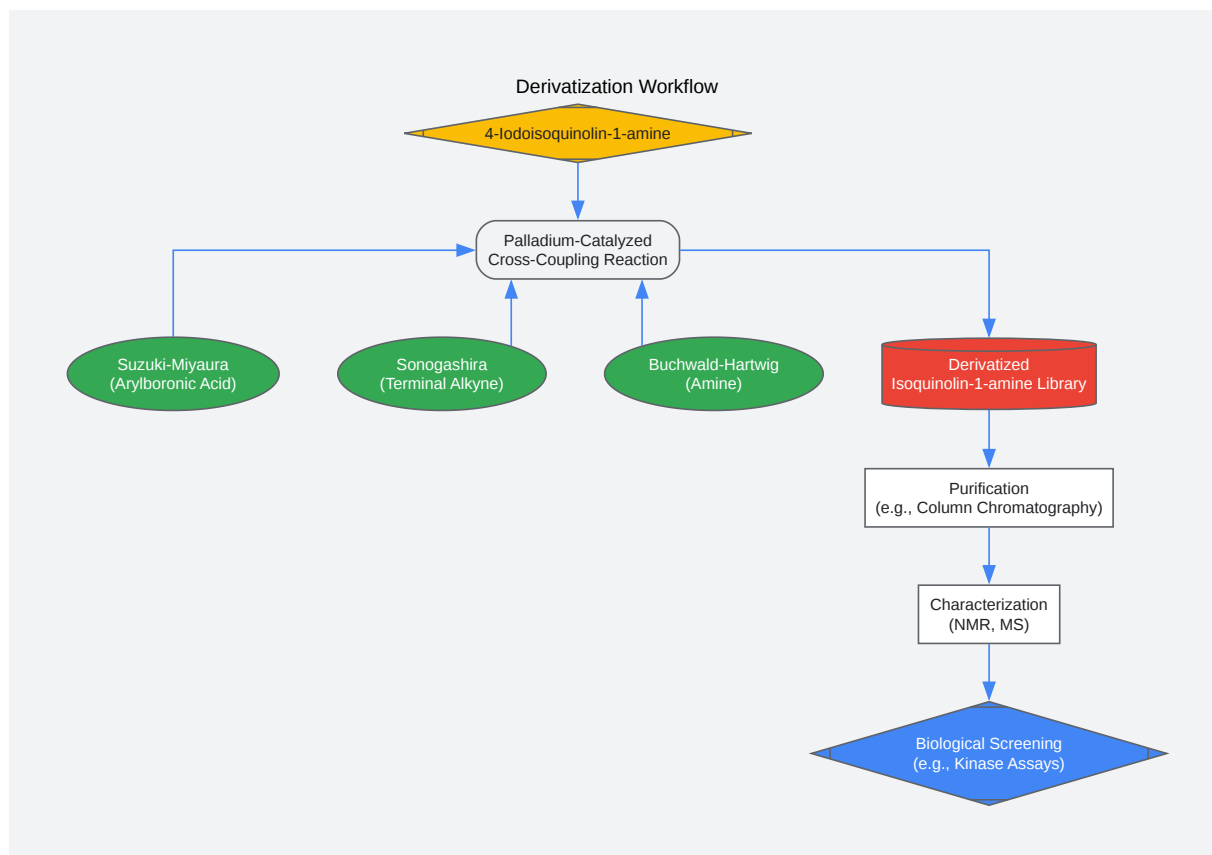 Derivatization Workflow
4-Iodoisoquinolin-1-amine
Palladium-Catalyzed
Cross-Coupling Reaction
Suzuki-Miyaura
(Arylboronic Acid)
Sonogashira
(Terminal Alkyne)
Buchwald-Hartwig
(Amine)
Derivatized
Isoquinolin-1-amine Library
Purification
(e.g., Column Chromatography)
Characterization
(NMR, MS)
Biological Screening
(e.g., Kinase Assays)